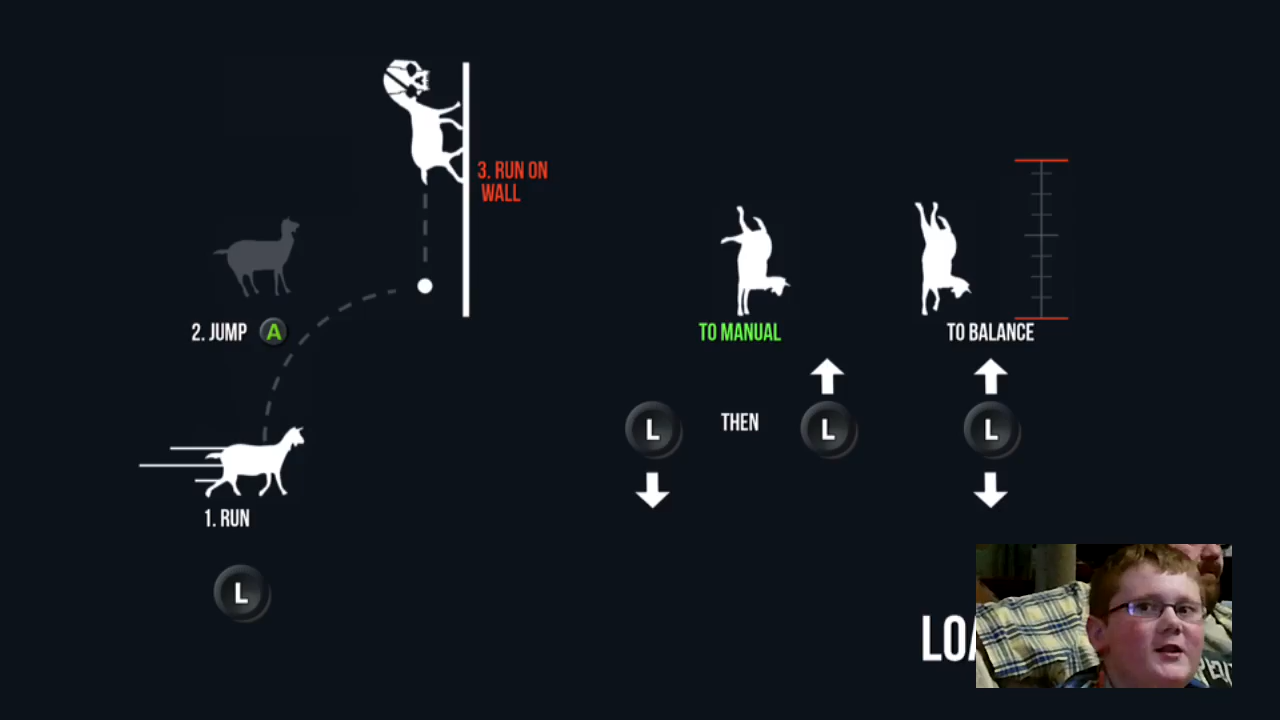 3. RUN ON
WALL
2. JUMP A
1. RUN
L
TO MANUAL
TO BALANCE
L THEN L
L